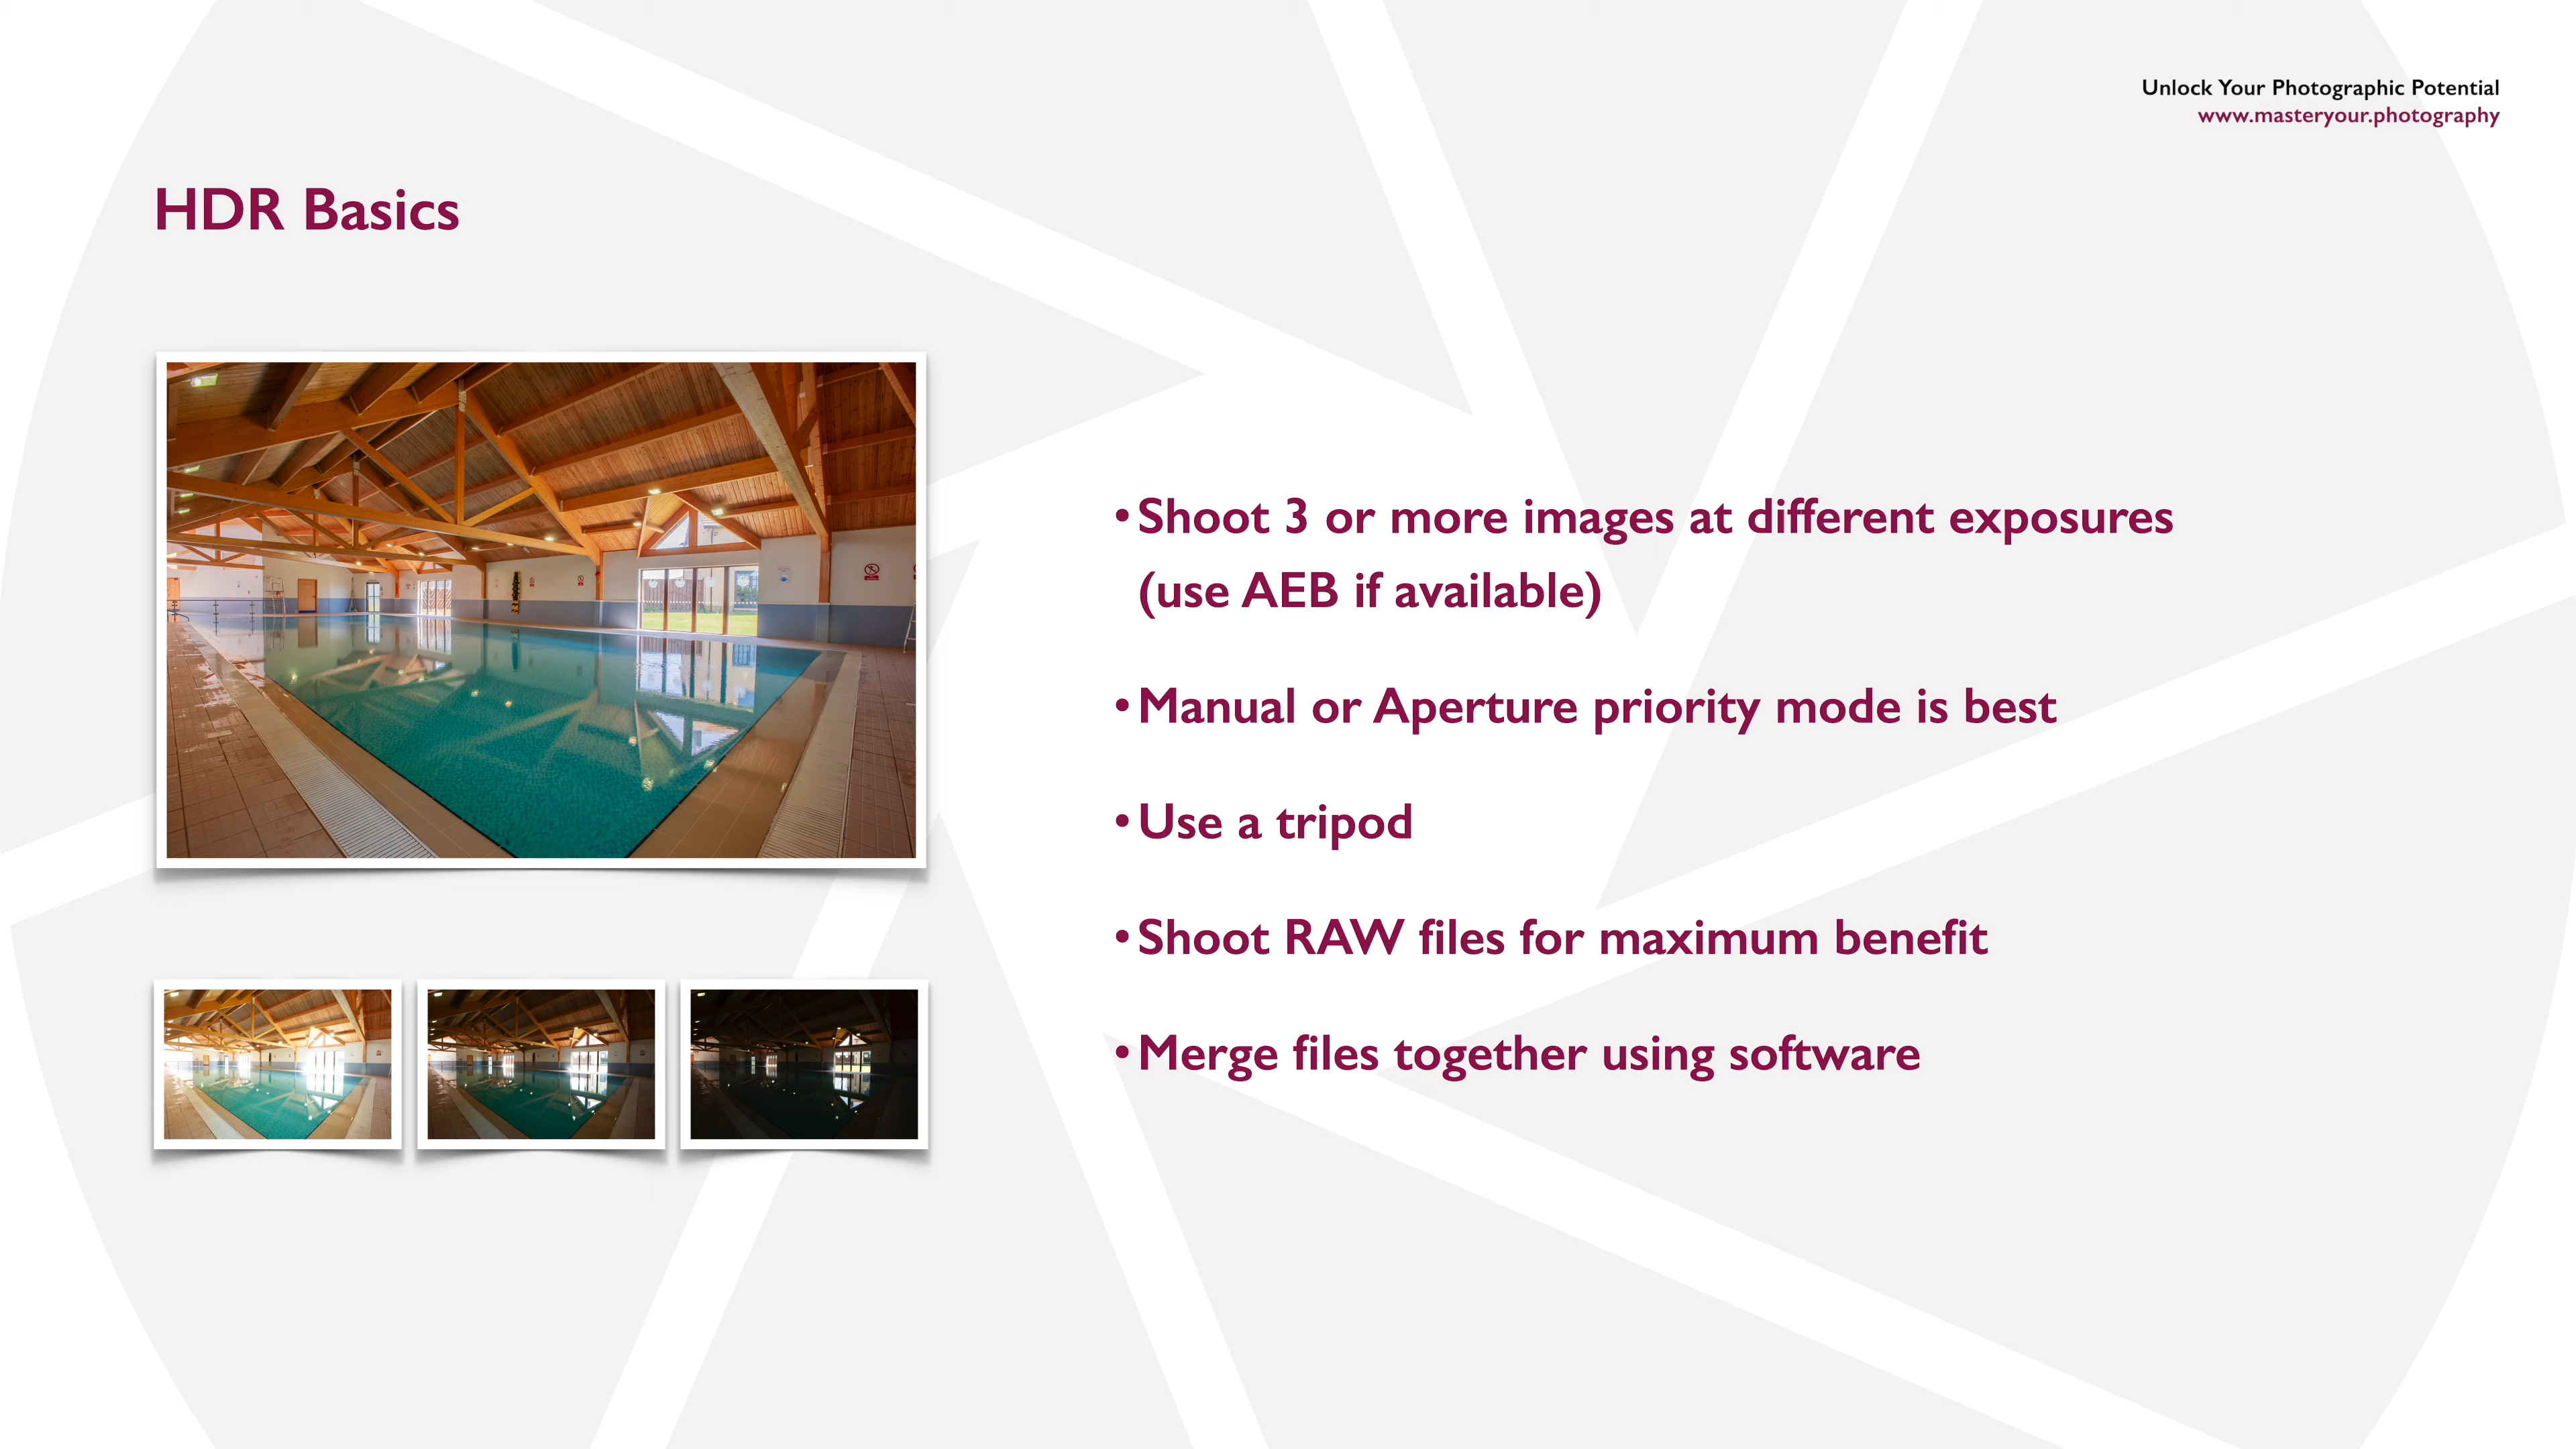 Unlock Your Photographic Potential
www.masteryour.photography
HDR Basics
•Shoot 3 or more images at different exposures
(use AEB if available)
•Manual or Aperture priority mode is best
•Use a tripod
•Shoot RAW files for maximum benefit
•Merge files together using software